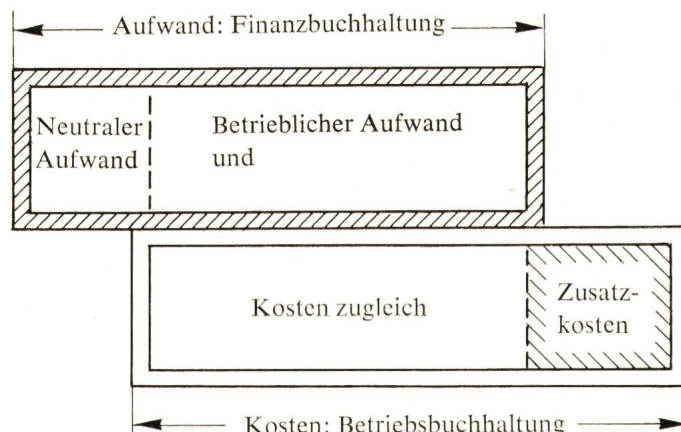 Aufwand: Finanzbuchhaltung
Neutraler
Aufwand
Betrieblicher Aufwand
und
Kosten zugleich
Zusatz-
kosten
Kosten: Betriebsbuchhaltung